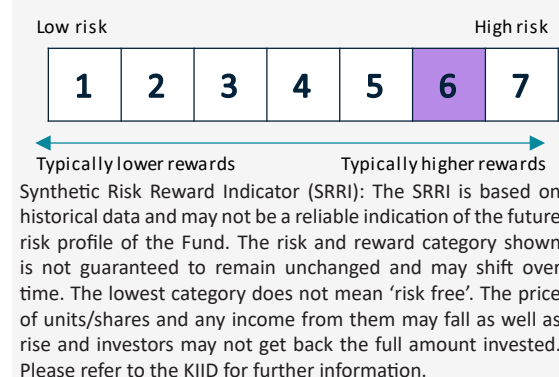 Low risk High risk
1 2 3 4 5 6 7
Typically lower rewards Typically higher rewards
Synthetic Risk Reward Indicator (SRRI): The SRRI is based on
historical data and may not be a reliable indication of the future
risk profile of the Fund. The risk and reward category shown
is not guaranteed to remain unchanged and may shift over
time. The lowest category does not mean ‘risk free’. The price
of units/shares and any income from them may fall as well as
rise and investors may not get back the full amount invested.
Please refer to the KIID for further information.